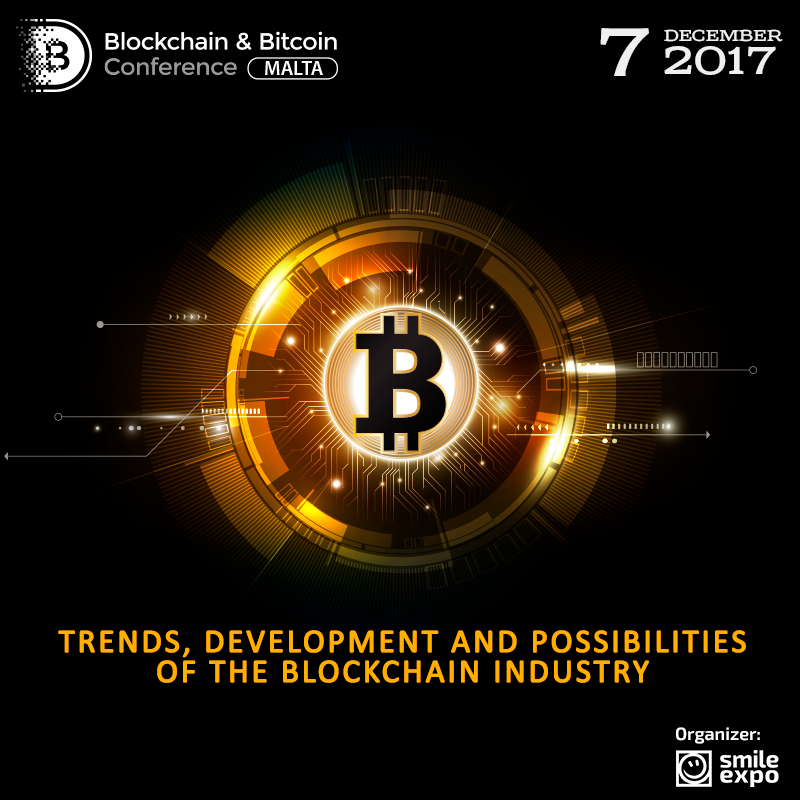 Blockchain & Bitcoin
Conference MALTA
7 DECEMBER
2017
TRENDS, DEVELOPMENT AND POSSIBILITIES
OF THE BLOCKCHAIN INDUSTRY
Organizer:
smile
expo